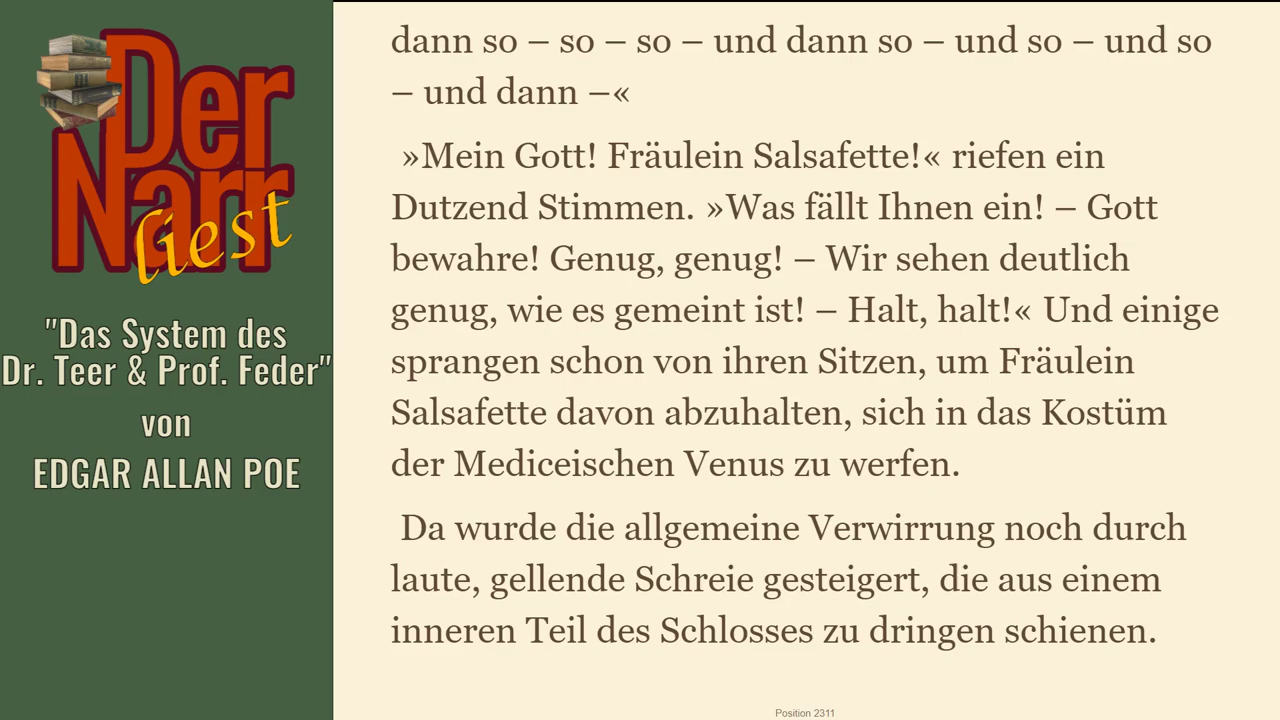 Der
Narr
liest
"Das System des
Dr. Teer & Prof. Feder"
von
EDGAR ALLAN POE
dann so – so – so – und dann so – und so – und so
– und dann –«
»Mein Gott! Fräulein Salsafette!« riefen ein
Dutzend Stimmen. »Was fällt Ihnen ein! – Gott
bewahre! Genug, genug! – Wir sehen deutlich
genug, wie es gemeint ist! – Halt, halt!« Und einige
sprangen schon von ihren Sitzen, um Fräulein
Salsafette davon abzuhalten, sich in das Kostüm
der Mediceischen Venus zu werfen.
Da wurde die allgemeine Verwirrung noch durch
laute, gellende Schreie gesteigert, die aus einem
inneren Teil des Schlosses zu dringen schienen.
Position 2311